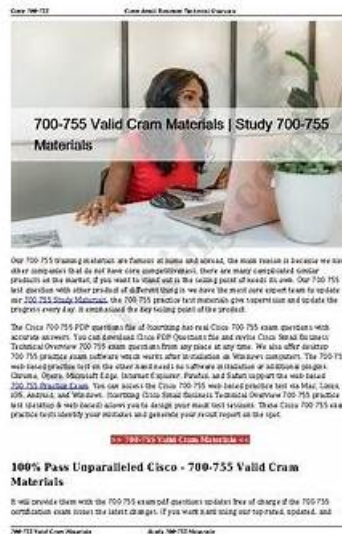 Cisco 700-755
Cisco Small Business Technical Overview
700-755 Valid Cram Materials | Study 700-755
Materials
Our 700-755 training materials are famous at home and abroad, the main reason is because we have
other companies that do not have core competitiveness, there are many complicated similar
products on the market, if you want to stand out is the selling point of needs its own. Our 700-755
test question with other product of different thing is we have the most core expert team to update
our 700-755 Study Materials, the 700-755 practice test materials give supervision and update the
progress every day, it emphasized the key selling point of the product.
The Cisco 700-755 PDF questions file of has real Cisco 700-755 exam questions with
accurate answers. You can download Cisco PDF Questions file and revise Cisco Small Business
Technical Overview 700-755 exam questions from any place at any time. We also offer desktop
700-755 practice exam software which works after installation on Windows computers. The 700-755
web-based practice test on the other hand needs no software installation or additional plugins.
Chrome, Opera, Microsoft Edge, Internet Explorer, Firefox, and Safari support the web-based
700-755 Practice Exam. You can access the Cisco 700-755 web-based practice test via Mac, Linux,
iOS, Android, and Windows. Cisco Small Business Technical Overview 700-755 practice
test (desktop & web-based) allows you to design your mock test sessions. These Cisco 700-755 exam
practice tests identify your mistakes and generate your result report on the spot.
>> 700-755 Valid Cram Materials <<
100% Pass Unparalleled Cisco - 700-755 Valid Cram
Materials
It will provide them with the 700-755 exam pdf questions updates free of charge if the 700-755
certification exam issues the latest changes. If you work hard using our top-rated, updated, and
700-755 Valid Cram Materials
Study 700-755 Materials